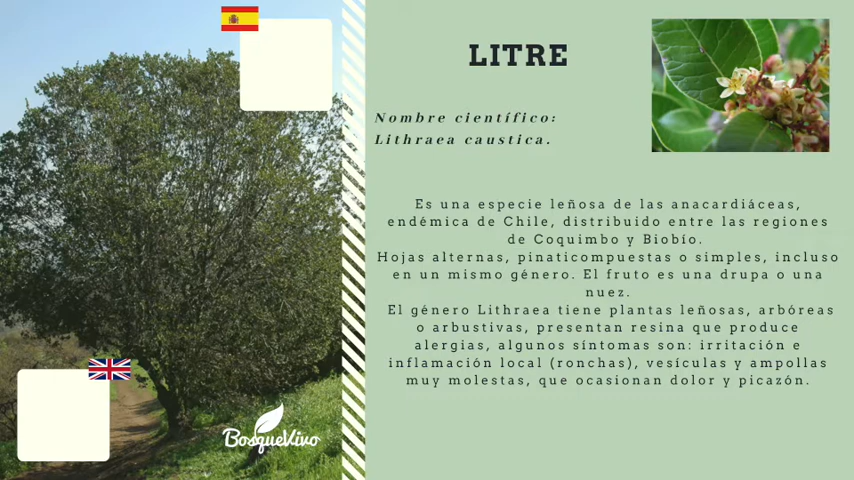 LITRE
Nombre científico:
Lithraea caustica.
Es una especie leñosa de las anacardiáceas,
endémica de Chile, distribuido entre las regiones
de Coquimbo y Biobío.
Hojas alternas, pinaticompuestas o simples, incluso
en un mismo género. El fruto es una drupa o una
nuez.
El género Lithraea tiene plantas leñosas, arbóreas
o arbustivas, presentan resina que produce
alergias, algunos síntomas son: irritación e
inflamación local (ronchas), vesículas y ampollas
muy molestas, que ocasionan dolor y picazón.
BosqueVivo